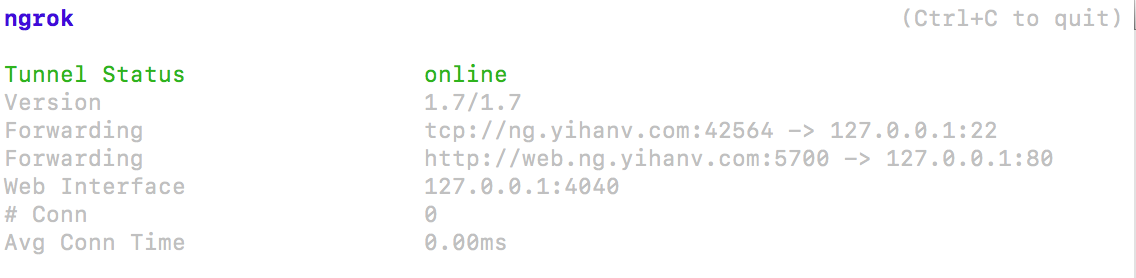 ngrok (Ctrl+C to quit)
Tunnel Status online
Version 1.7/1.7
Forwarding tcp://ng.yihanv.com:42564 -> 127.0.0.1:22
Forwarding http://web.ng.yihanv.com:5700 -> 127.0.0.1:80
Web Interface 127.0.0.1:4040
# Conn 0
Avg Conn Time 0.00ms